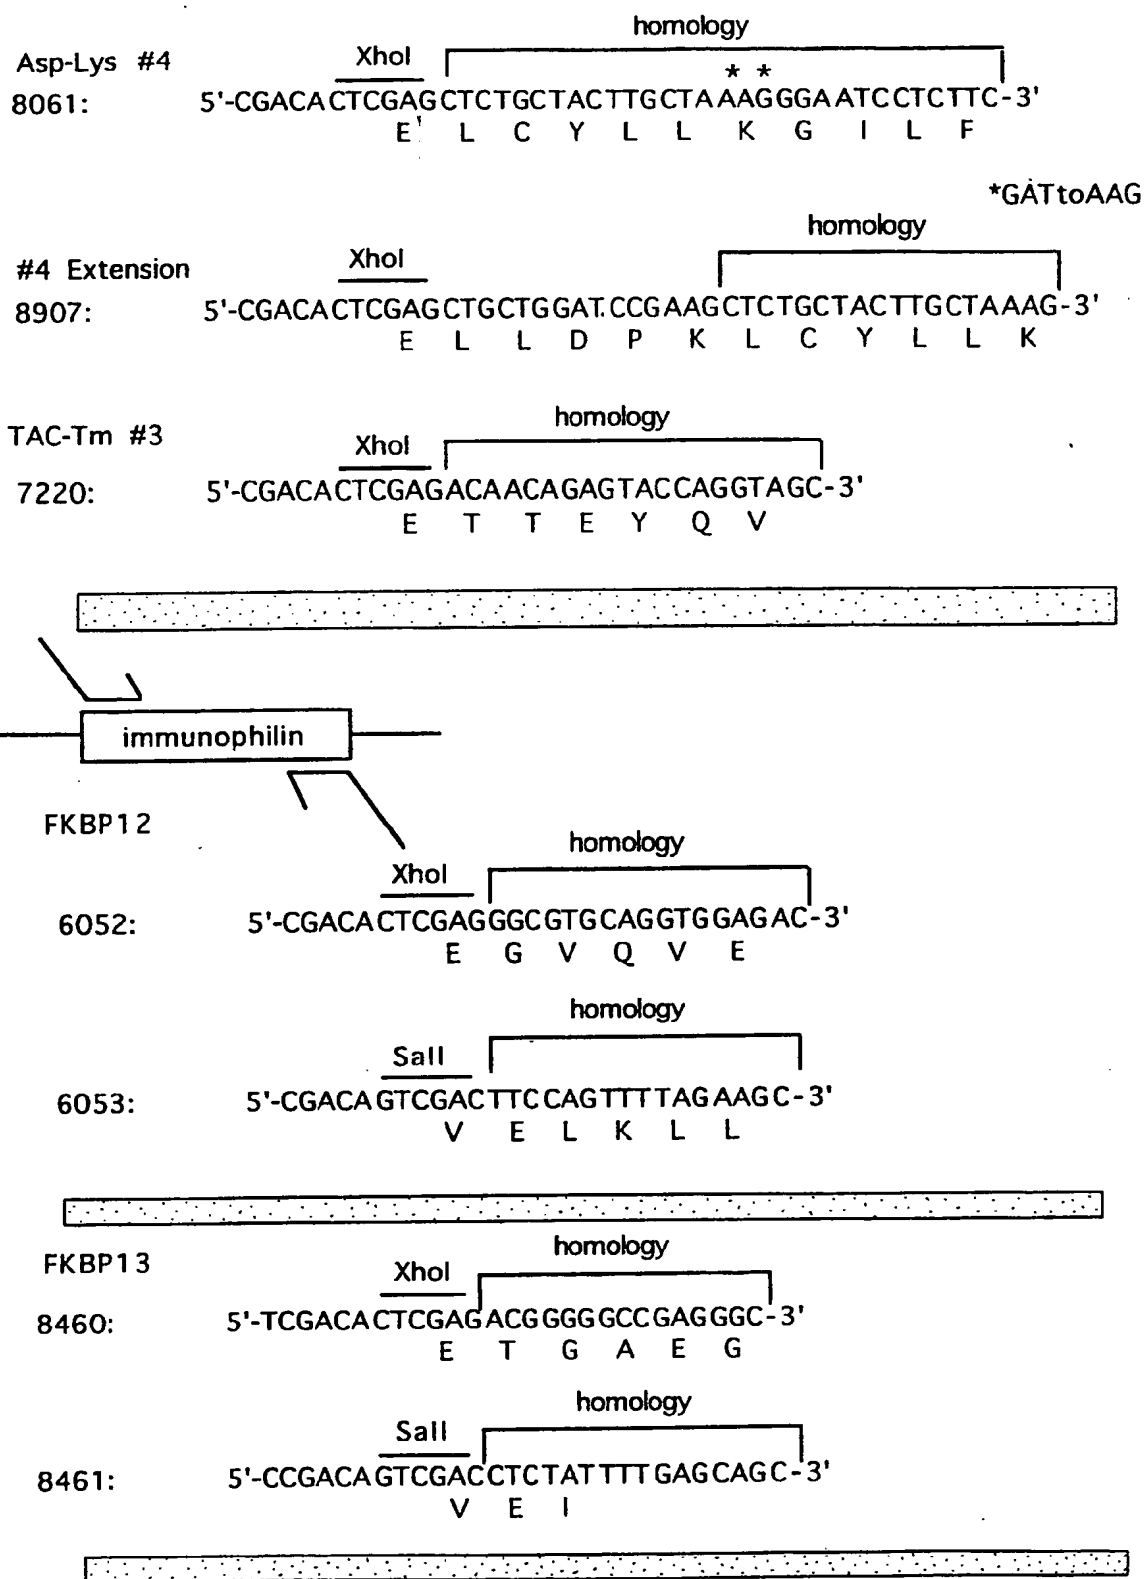 homology
Asp-Lys #4
XhoI
* *
8061: 5'-CGACACTCGAGCTCTGCTACTTGCTAAAGGGAATCCTCTTC-3'
E L C Y L L K G I L F
*GATtoAAG
homology
#4 Extension
XhoI
8907: 5'-CGACACTCGAGCTGCTGGATCCGAAGCTCTGCTACTTGCTAAAG-3'
E L L D P K L C Y L L K
homology
TAC-Tm #3
XhoI
7220: 5'-CGACACTCGAGACAACAGAGTACCAGGTAGC-3'
E T T E Y Q V
immunophilin
FKBP12
homology
XhoI
6052: 5'-CGACACTCGAGGGCGTGCAGGTGGAGAC-3'
E G V Q V E
homology
SalI
6053: 5'-CGACAGTCGACTTCCAGTTTTAGAAGC-3'
V E L K L L
FKBP13
homology
XhoI
8460: 5'-TCGACACTCGAGACGGGGGCCGAGGGC-3'
E T G A E G
homology
SalI
8461: 5'-CCGACAGTCGACCTCTATTTTGAGCAGC-3'
V E I